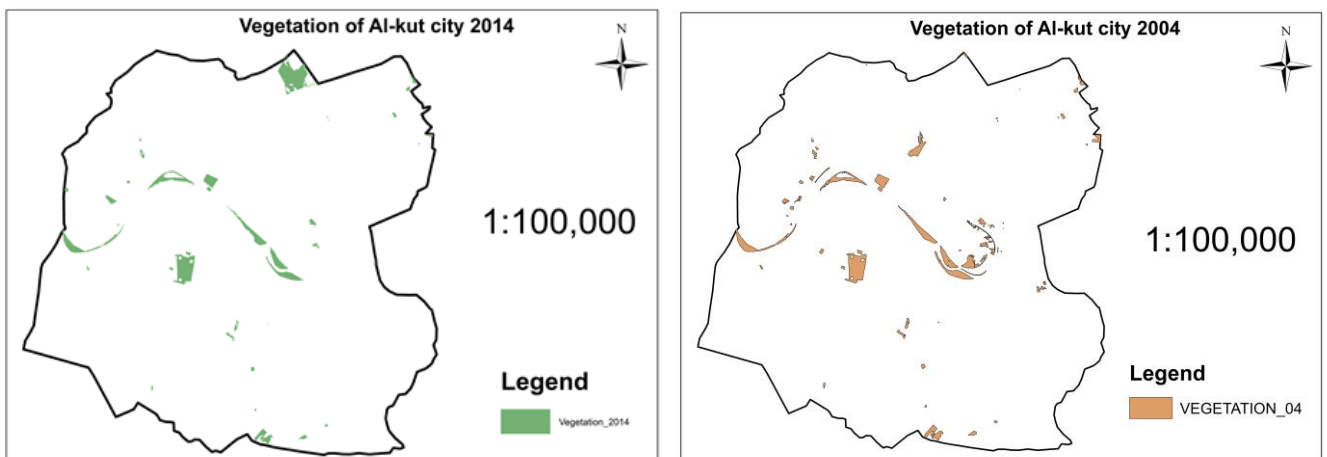 Vegetation of Al-kut city 2014
N
1:100,000
Legend
Vegetation_2014
Vegetation of Al-kut city 2004
N
1:100,000
Legend
VEGETATION_04